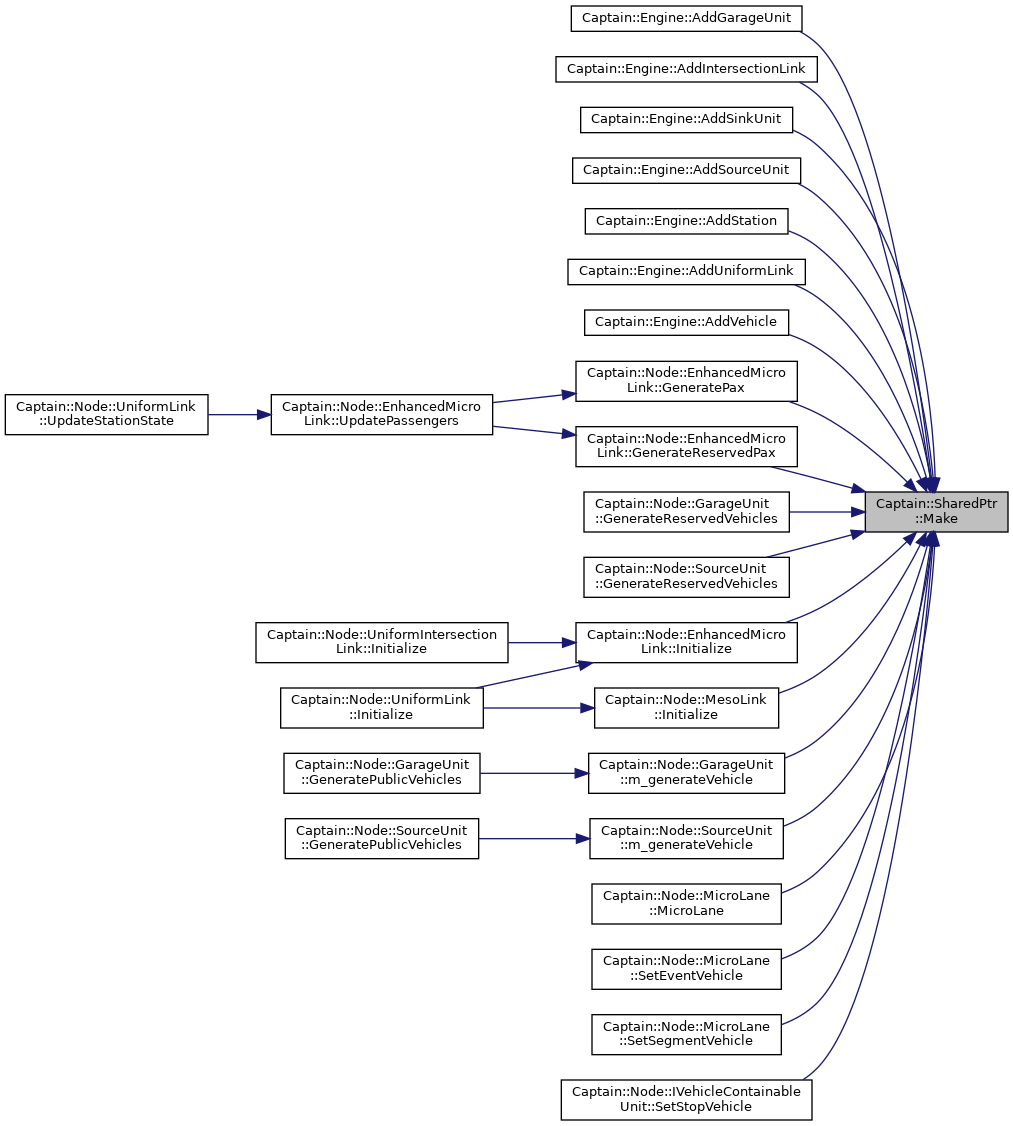 Captain::Engine::AddGarageUnit
Captain::Engine::AddIntersectionLink
Captain::Engine::AddSinkUnit
Captain::Engine::AddSourceUnit
Captain::Engine::AddStation
Captain::Engine::AddUniformLink
Captain::Engine::AddVehicle
Captain::Node::EnhancedMicro
Link::GeneratePax
Captain::Node::UniformLink
::UpdateStationState
Captain::Node::EnhancedMicro
Link::UpdatePassengers
Captain::Node::EnhancedMicro
Link::GenerateReservedPax
Captain::Node::GarageUnit
::GenerateReservedVehicles
Captain::SharedPtr
::Make
Captain::Node::SourceUnit
::GenerateReservedVehicles
Captain::Node::UniformIntersection
Link::Initialize
Captain::Node::EnhancedMicro
Link::Initialize
Captain::Node::UniformLink
::Initialize
Captain::Node::MesoLink
::Initialize
Captain::Node::GarageUnit
::GeneratePublicVehicles
Captain::Node::GarageUnit
::m_generateVehicle
Captain::Node::SourceUnit
::GeneratePublicVehicles
Captain::Node::SourceUnit
::m_generateVehicle
Captain::Node::MicroLane
::MicroLane
Captain::Node::MicroLane
::SetEventVehicle
Captain::Node::MicroLane
::SetSegmentVehicle
Captain::Node::IVehicleContainable
Unit::SetStopVehicle